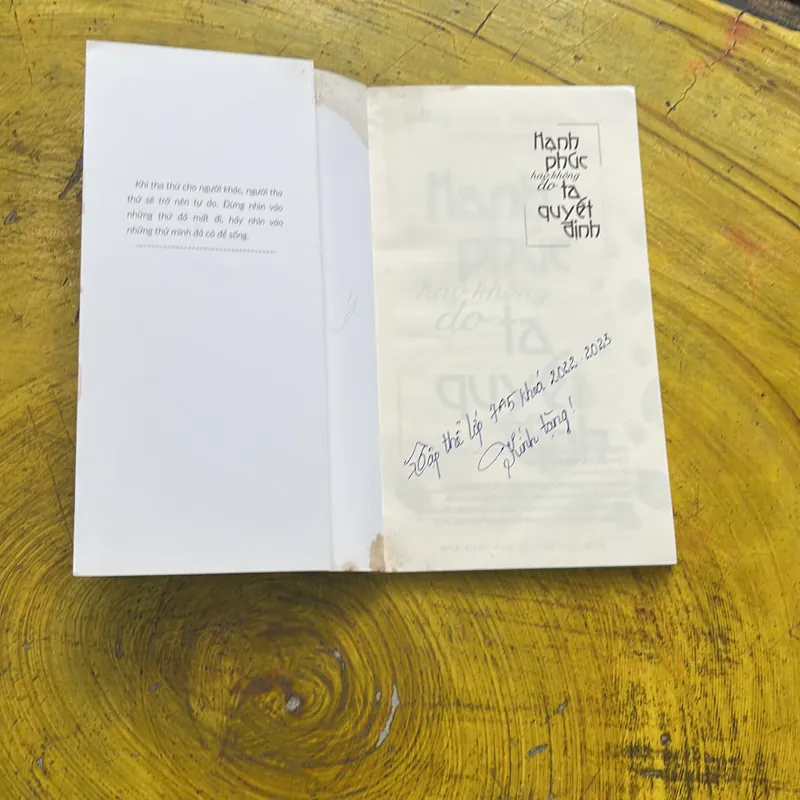 Khi tha thứ cho người khác, người tha
thứ sẽ trở nên tự do. Đừng nhìn vào
những thứ đã mất đi, hãy nhìn vào
những thứ mình đã có để sống.
Hạnh
phúc
hay không
do ta
quyết
định
Tập thể lớp 7A5 khoá 2022-2023
Kính tặng!